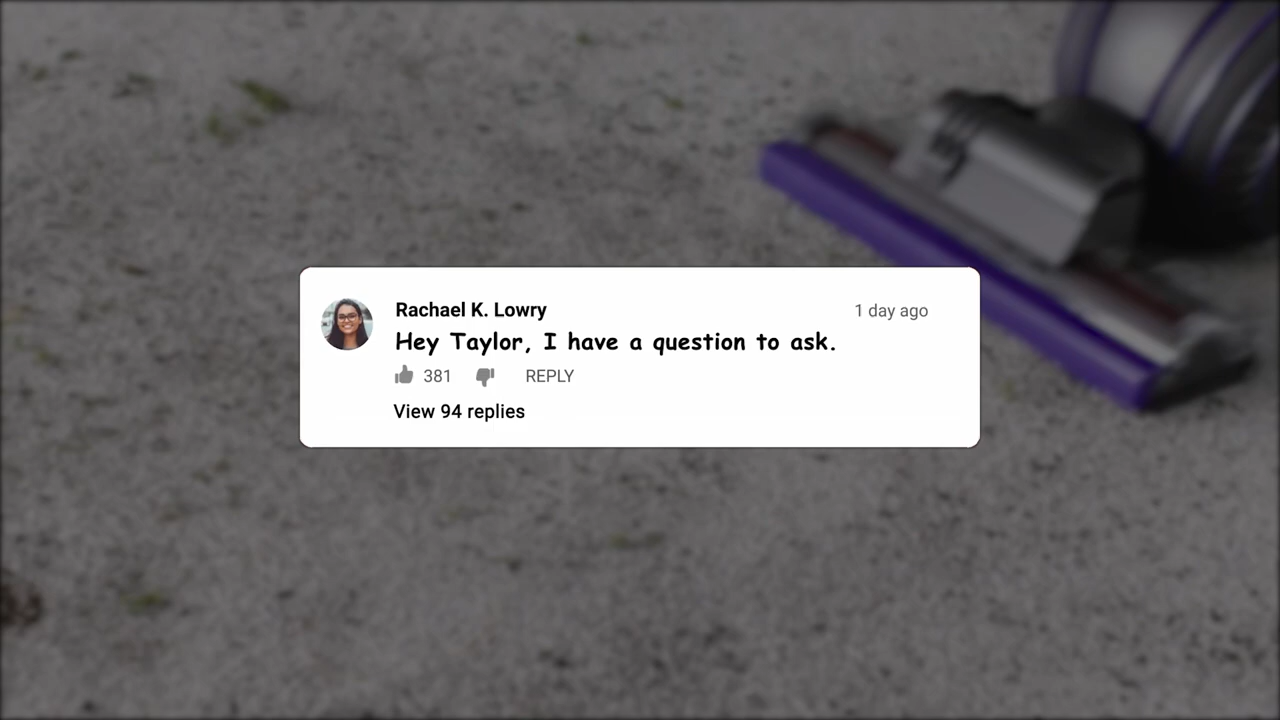 Rachael K. Lowry 1 day ago
Hey Taylor, I have a question to ask.
381 REPLY
View 94 replies